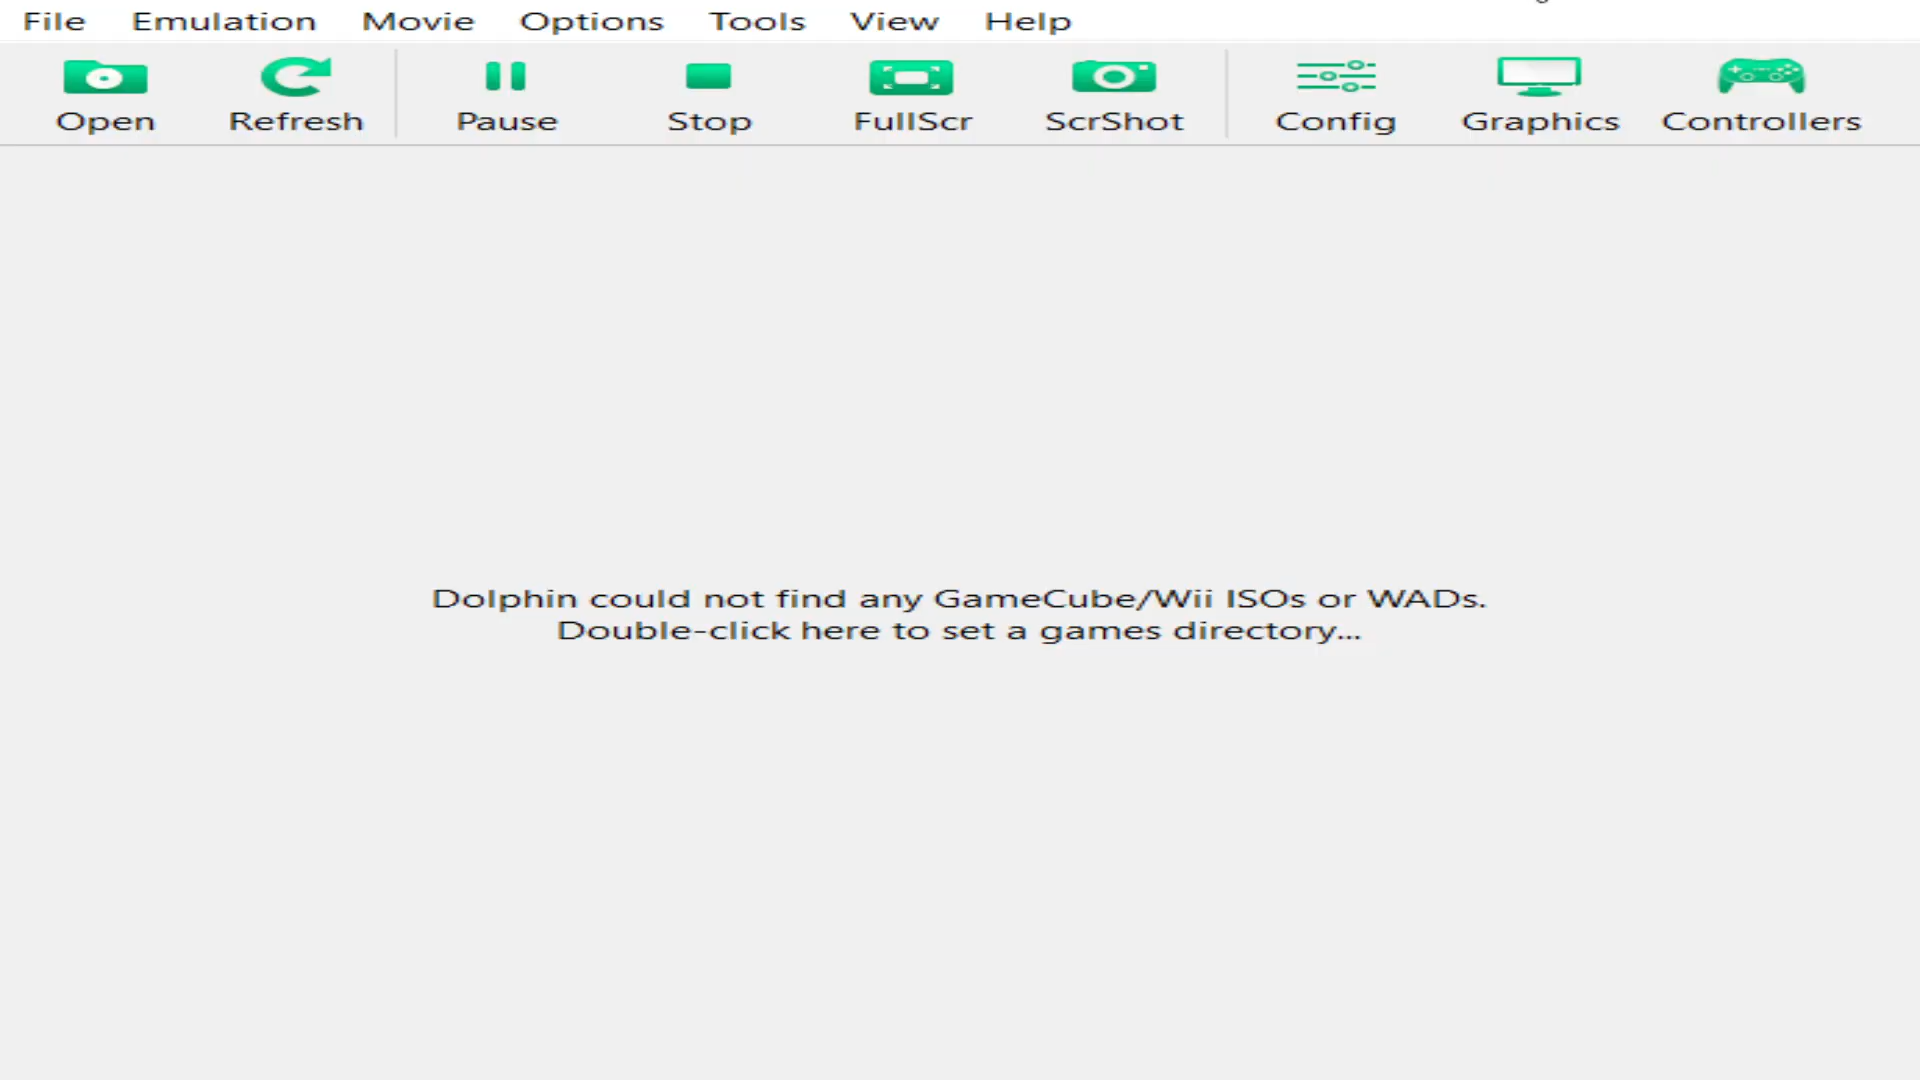 File Emulation Movie Options Tools View Help
Open Refresh Pause Stop FullScr ScrShot Config Graphics Controllers
Dolphin could not find any GameCube/Wii ISOs or WADs.
Double-click here to set a games directory...